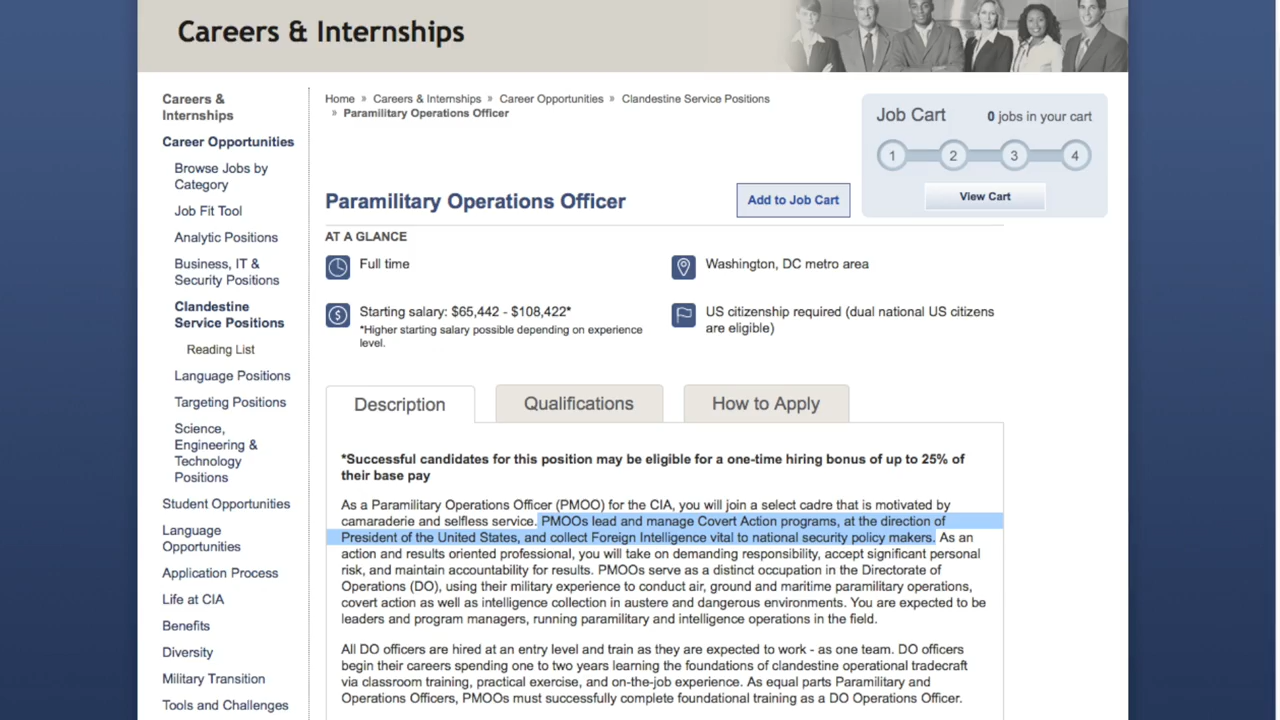 Careers & Internships
Careers &
Internships
Career Opportunities
Browse Jobs by
Category
Job Fit Tool
Analytic Positions
Business, IT &
Security Positions
Clandestine
Service Positions
Reading List
Language Positions
Targeting Positions
Science,
Engineering &
Technology
Positions
Student Opportunities
Language
Opportunities
Application Process
Life at CIA
Benefits
Diversity
Military Transition
Tools and Challenges
Home » Careers & Internships » Career Opportunities » Clandestine Service Positions
» Paramilitary Operations Officer
Job Cart 0 jobs in your cart
1 2 3 4
View Cart
Paramilitary Operations Officer
Add to Job Cart
AT A GLANCE
Full time
Washington, DC metro area
Starting salary: $65,442 - $108,422*
*Higher starting salary possible depending on experience
level.
US citizenship required (dual national US citizens
are eligible)
Description Qualifications How to Apply
*Successful candidates for this position may be eligible for a one-time hiring bonus of up to 25% of
their base pay
As a Paramilitary Operations Officer (PMOO) for the CIA, you will join a select cadre that is motivated by
camaraderie and selfless service. PMOOs lead and manage Covert Action programs, at the direction of
President of the United States, and collect Foreign Intelligence vital to national security policy makers. As an
action and results oriented professional, you will take on demanding responsibility, accept significant personal
risk, and maintain accountability for results. PMOOs serve as a distinct occupation in the Directorate of
Operations (DO), using their military experience to conduct air, ground and maritime paramilitary operations,
covert action as well as intelligence collection in austere and dangerous environments. You are expected to be
leaders and program managers, running paramilitary and intelligence operations in the field.
All DO officers are hired at an entry level and train as they are expected to work - as one team. DO officers
begin their careers spending one to two years learning the foundations of clandestine operational tradecraft
via classroom training, practical exercise, and on-the-job experience. As equal parts Paramilitary and
Operations Officers, PMOOs must successfully complete foundational training as a DO Operations Officer.